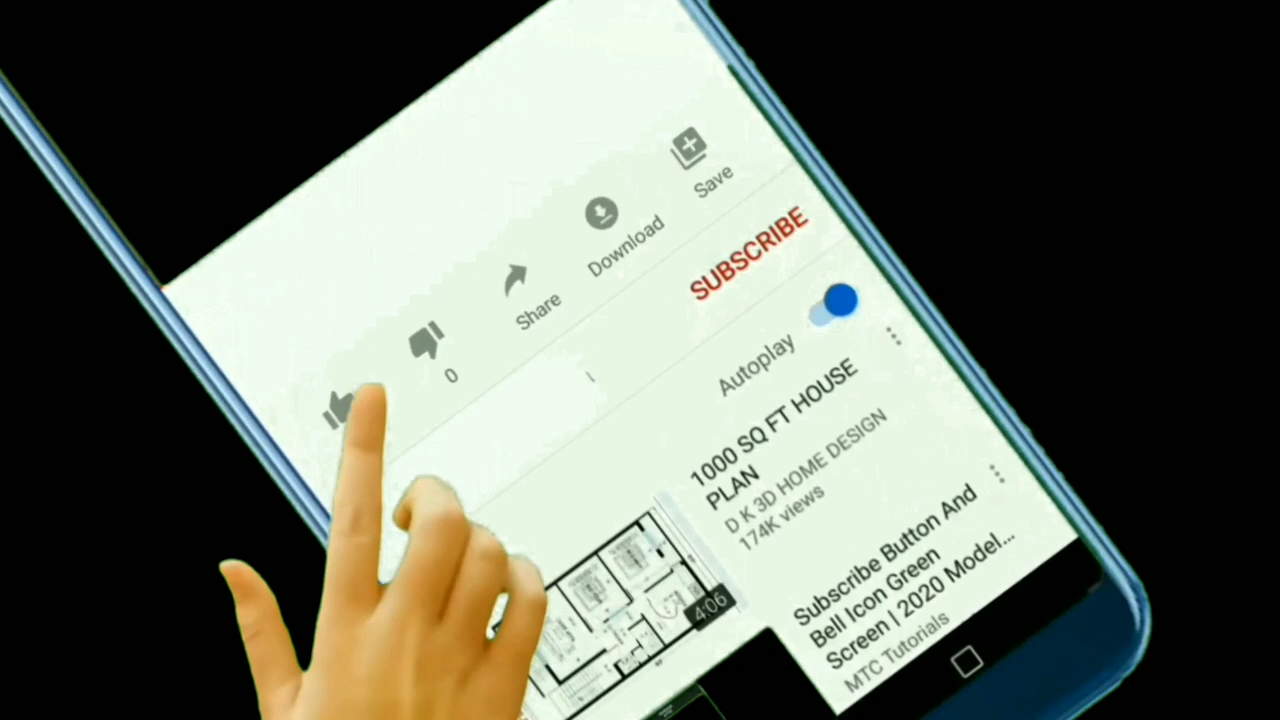 0
Share
Download
Save
SUBSCRIBE
Autoplay
1000 SQ FT HOUSE
PLAN
D K 3D HOME DESIGN
174K views
4:06
Subscribe Button And
Bell Icon Green
Screen | 2020 Model...
MTC Tutorials